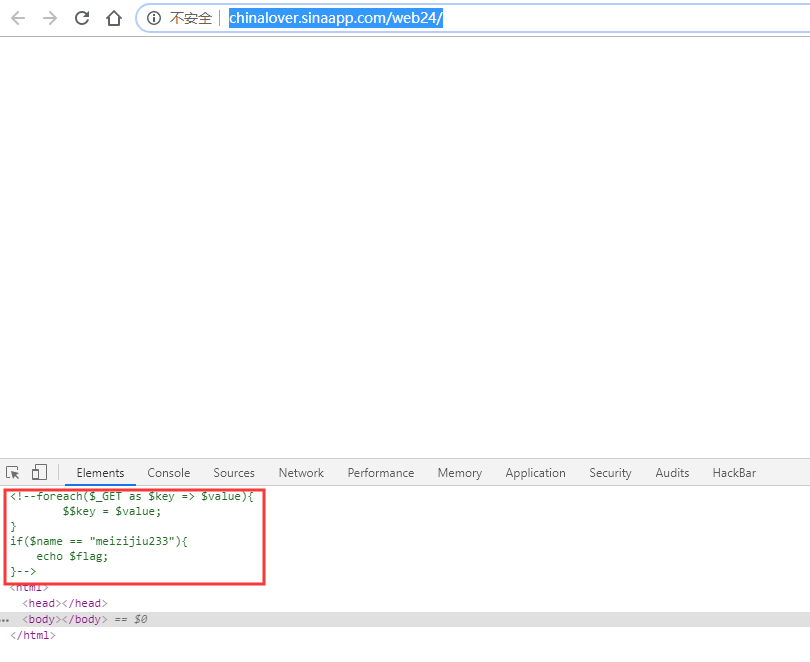 不安全 chinalover.sinaapp.com/web24/
Elements Console Sources Network Performance Memory Application Security Audits HackBar
<!--foreach($_GET as $key => $value){
        $$key = $value;
}
if($name == "meizijiu233"){
    echo $flag;
}-->
<html>
<head></head>
... <body></body> == $0
</html>